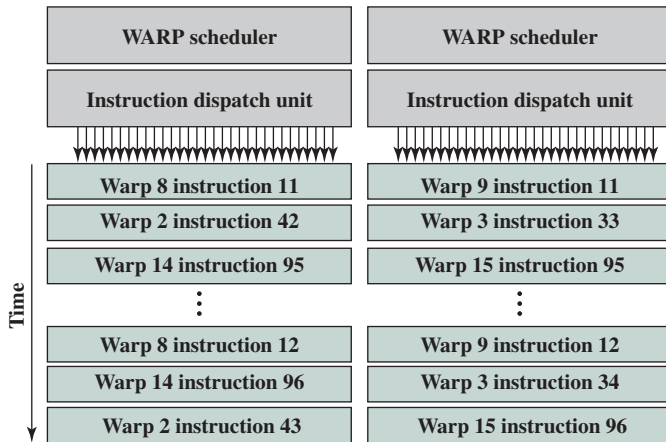 WARP scheduler
WARP scheduler
Instruction dispatch unit
Instruction dispatch unit
Time
Warp 8 instruction 11
Warp 9 instruction 11
Warp 2 instruction 42
Warp 3 instruction 33
Warp 14 instruction 95
Warp 15 instruction 95
Warp 8 instruction 12
Warp 9 instruction 12
Warp 14 instruction 96
Warp 3 instruction 34
Warp 2 instruction 43
Warp 15 instruction 96